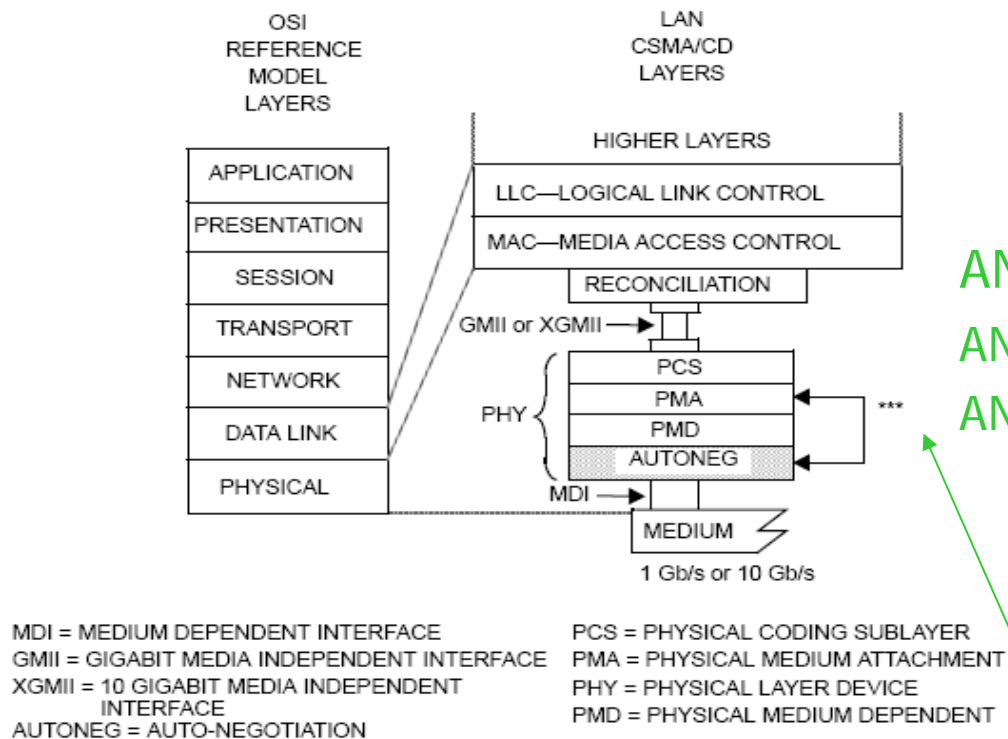 OSI
REFERENCE
MODEL
LAYERS
LAN
CSMA/CD
LAYERS
APPLICATION
PRESENTATION
SESSION
TRANSPORT
NETWORK
DATA LINK
PHYSICAL
HIGHER LAYERS
LLC—LOGICAL LINK CONTROL
MAC—MEDIA ACCESS CONTROL
RECONCILIATION
GMII or XGMII
PHY
PCS
PMA
PMD
AUTONEG
***
MDI
MEDIUM
1 Gb/s or 10 Gb/s
AN
AN
AN
MDI = MEDIUM DEPENDENT INTERFACE
GMII = GIGABIT MEDIA INDEPENDENT INTERFACE
XGMII = 10 GIGABIT MEDIA INDEPENDENT
INTERFACE
AUTONEG = AUTO-NEGOTIATION
PCS = PHYSICAL CODING SUBLAYER
PMA = PHYSICAL MEDIUM ATTACHMENT
PHY = PHYSICAL LAYER DEVICE
PMD = PHYSICAL MEDIUM DEPENDENT